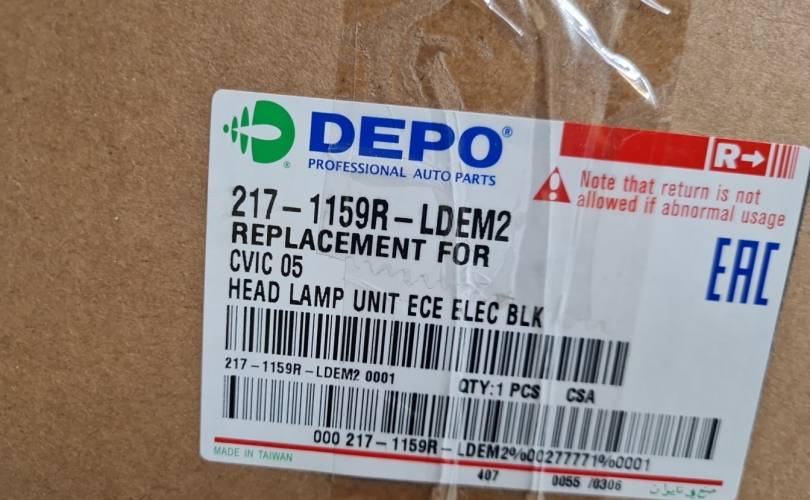 DEPO®
PROFESSIONAL AUTO PARTS
R→
Note that return is not
allowed if abnormal usage
217-1159R-LDEM2
REPLACEMENT FOR
CVIC 05
HEAD LAMP UNIT ECE ELEC BLK
EAC
217-1159R-LDEM2 0001
QTY:1 PCS CSA
000 217-1159R-LDEM2%00277771%0001
MADE IN TAIWAN
407 0055 /0306